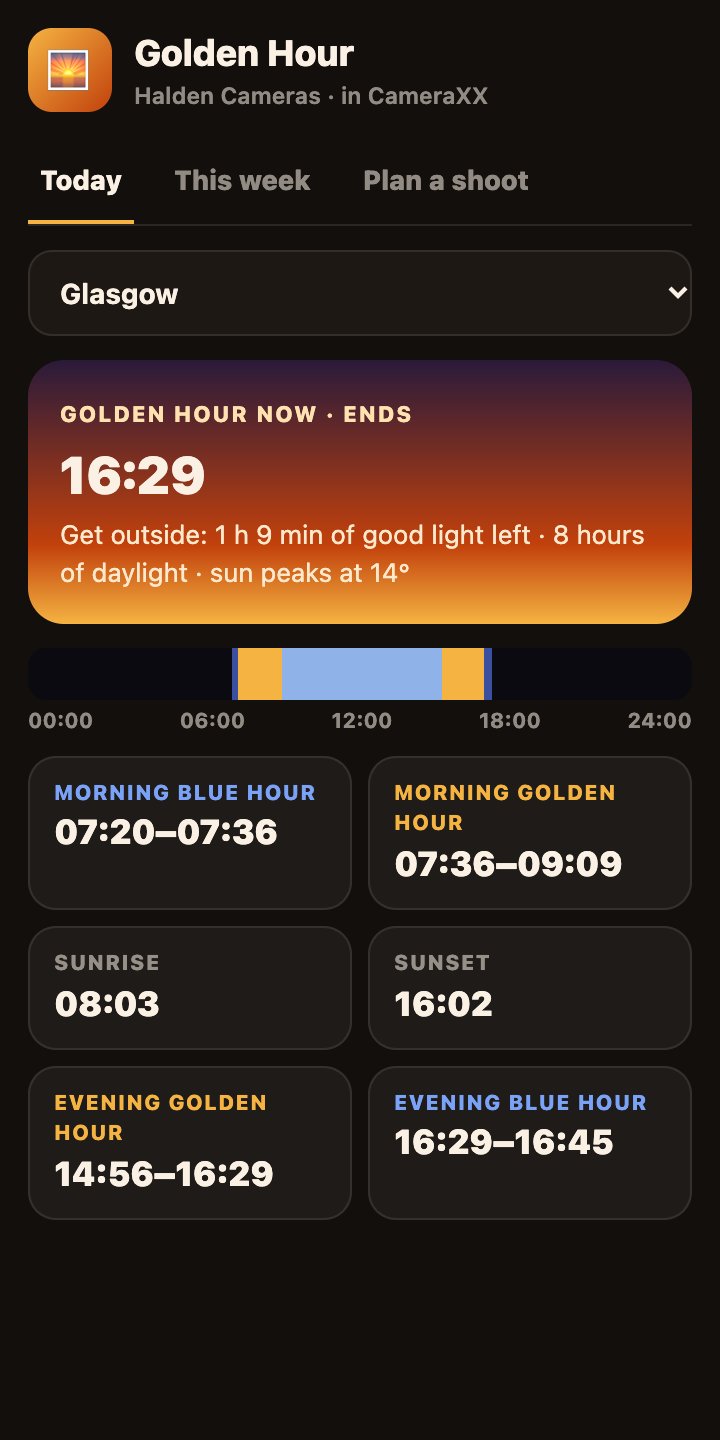 Golden Hour
Halden Cameras · in CameraXX
Today
This week
Plan a shoot
Glasgow
GOLDEN HOUR NOW · ENDS
16:29
Get outside: 1 h 9 min of good light left · 8 hours
of daylight · sun peaks at 14°
00:00
06:00
12:00
18:00
24:00
MORNING BLUE HOUR
07:20–07:36
MORNING GOLDEN
HOUR
07:36–09:09
SUNRISE
08:03
SUNSET
16:02
EVENING GOLDEN
HOUR
14:56–16:29
EVENING BLUE HOUR
16:29–16:45